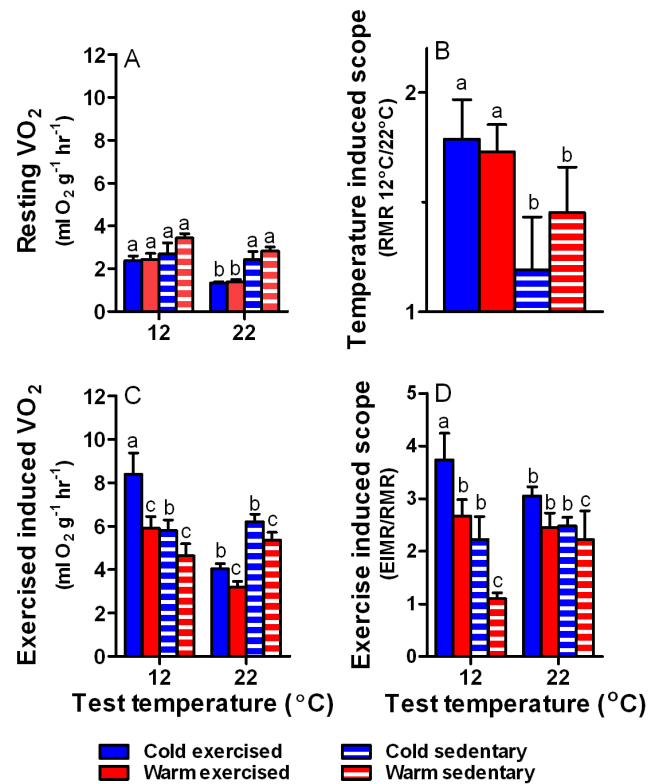 A
Resting VO2
(ml O2 g-1 hr-1)
12
10
8
6
4
2
0
a a a a
b b a a
12 22
B
Temperature induced scope
(RMR 12°C/22°C)
2
1
a a b b
C
Exercised induced VO2
(ml O2 g-1 hr-1)
12
10
8
6
4
2
0
a c b c
b c b c
12 22
Test temperature (°C)
D
Exercise induced scope
(EIMR/RMR)
5
4
3
2
1
0
a b b c
b b b c
12 22
Test temperature (°C)
Cold exercised Cold sedentary
Warm exercised Warm sedentary